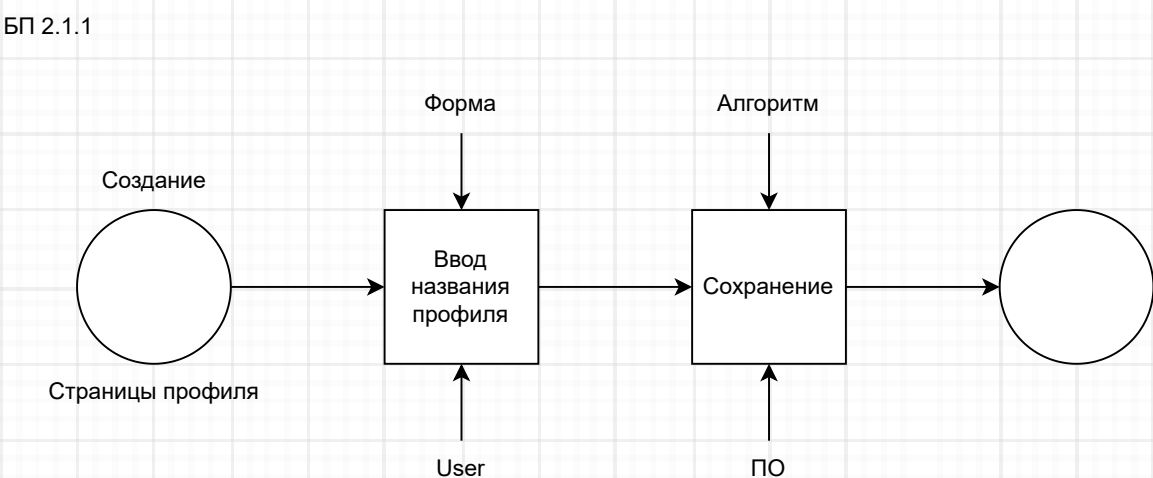 БП 2.1.1
Форма
Алгоритм
Создание
Ввод
названия
профиля
Сохранение
Страницы профиля
User
ПО